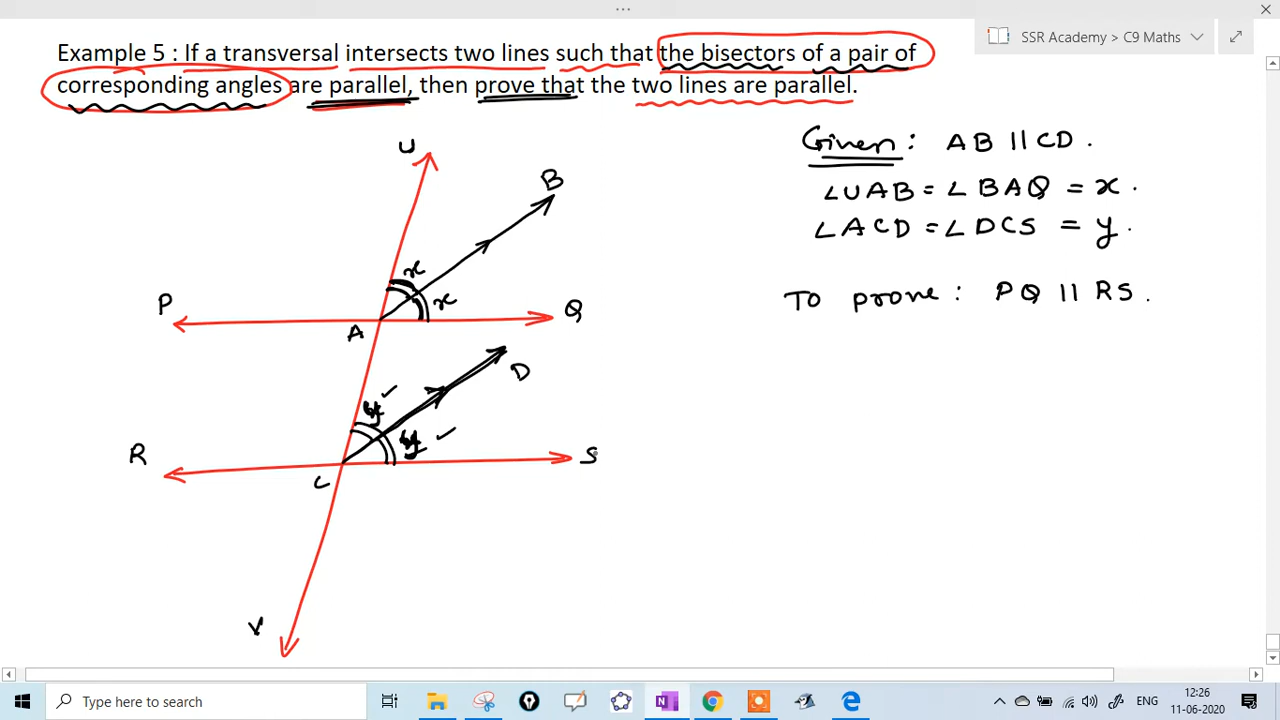 SSR Academy > C9 Maths
Example 5 : If a transversal intersects two lines such that the bisectors of a pair of
corresponding angles are parallel, then prove that the two lines are parallel.
Given : AB || CD .
∠UAB = ∠BAQ = x .
∠ACD = ∠DCS = y .
To prove : PQ || RS .
U
B
x
x
P
A
Q
D
y
y
R
C
S
V
Type here to search
ENG
12:26
11-06-2020